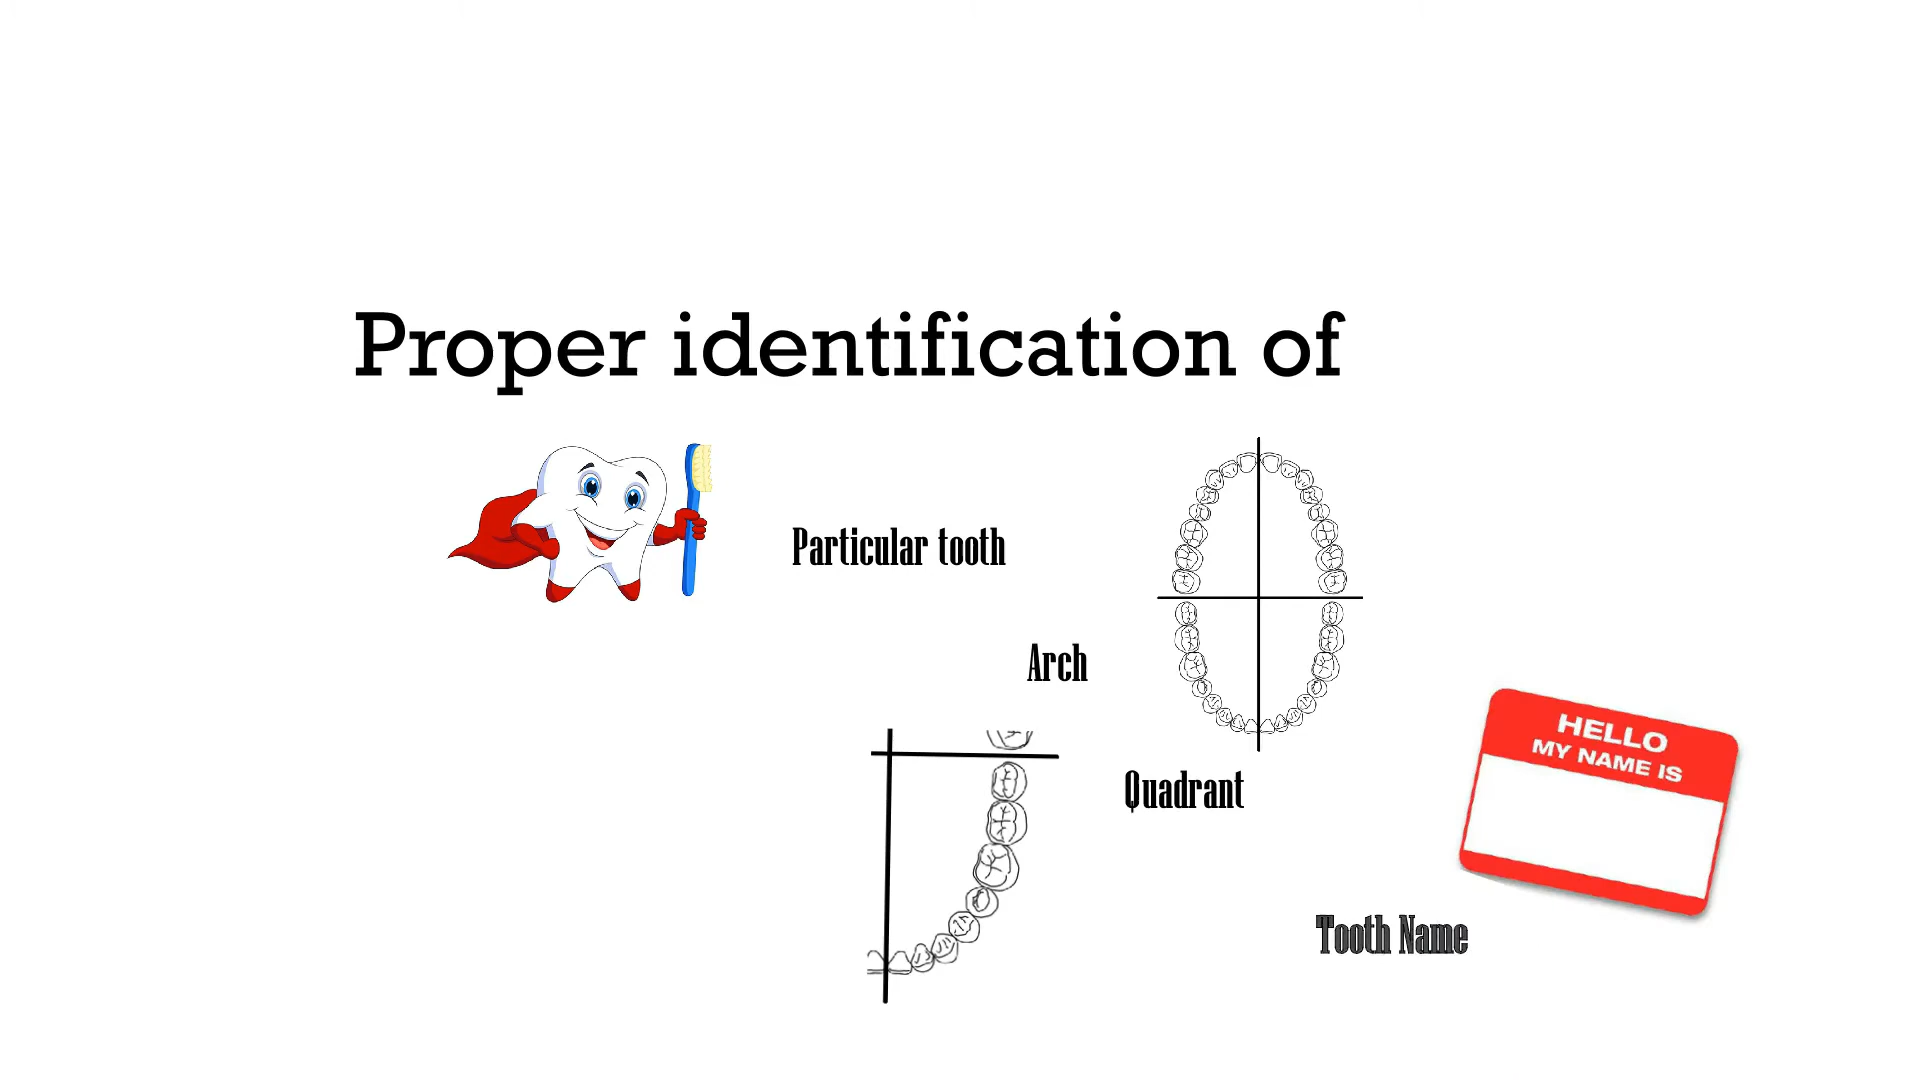 Proper identification of
Particular tooth
Arch
HELLO
MY NAME IS
Quadrant
Tooth Name